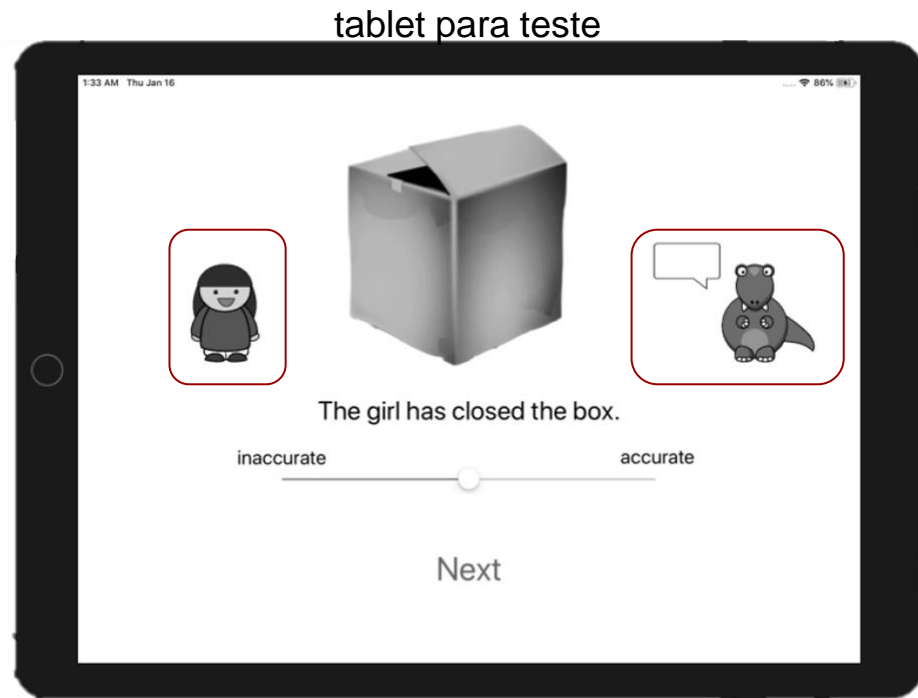 tablet para teste
1:33 AM Thu Jan 16
86%
The girl has closed the box.
inaccurate
accurate
Next